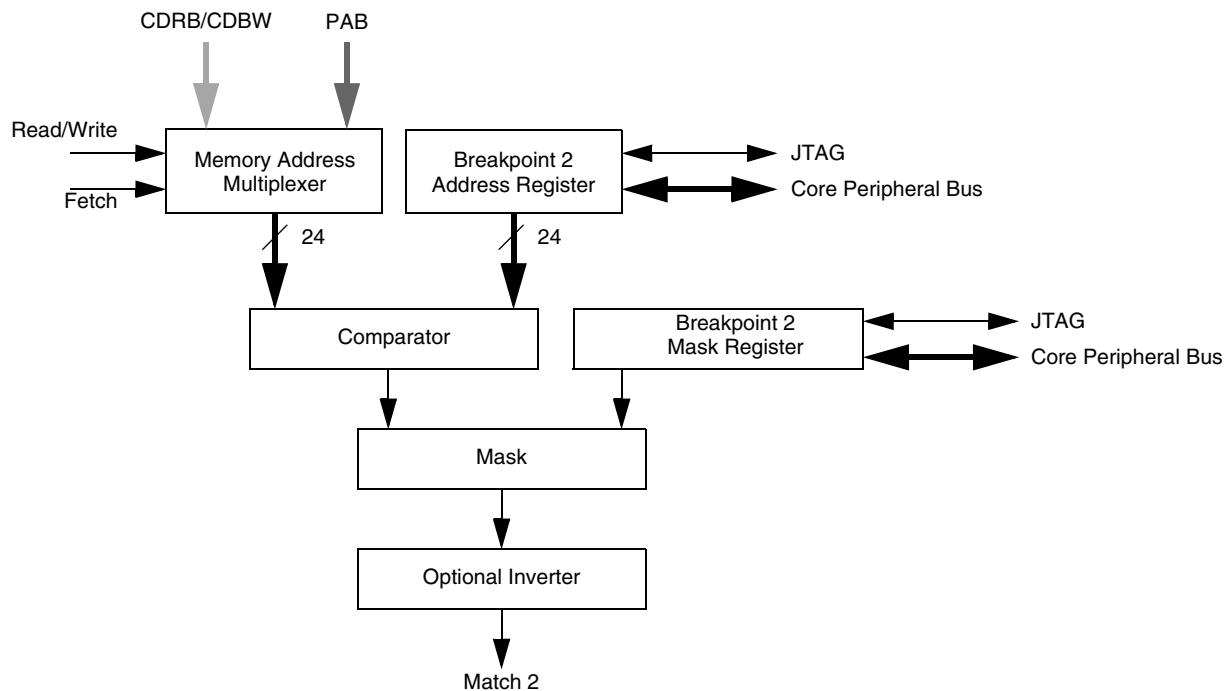 CDRB/CDBW
PAB
Read/Write
Fetch
Memory Address
Multiplexer
Breakpoint 2
Address Register
JTAG
Core Peripheral Bus
24
24
Comparator
Breakpoint 2
Mask Register
JTAG
Core Peripheral Bus
Mask
Optional Inverter
Match 2